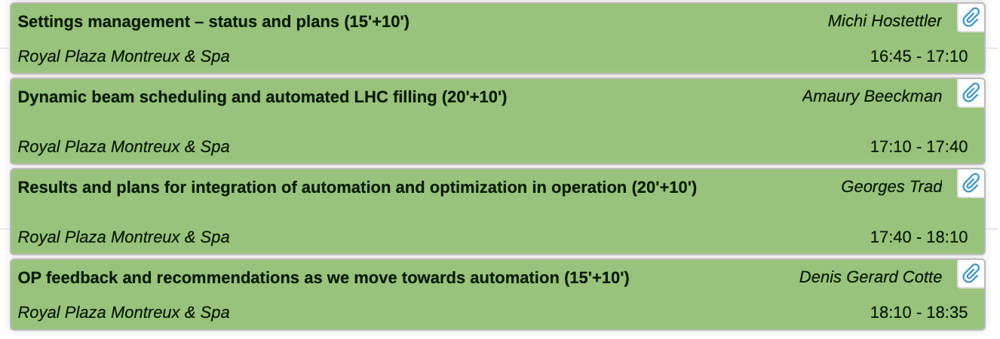 Settings management – status and plans (15'+10') Michi Hostettler
Royal Plaza Montreux & Spa 16:45 - 17:10
Dynamic beam scheduling and automated LHC filling (20'+10') Amaury Beeckman
Royal Plaza Montreux & Spa 17:10 - 17:40
Results and plans for integration of automation and optimization in operation (20'+10') Georges Trad
Royal Plaza Montreux & Spa 17:40 - 18:10
OP feedback and recommendations as we move towards automation (15'+10') Denis Gerard Cotte
Royal Plaza Montreux & Spa 18:10 - 18:35